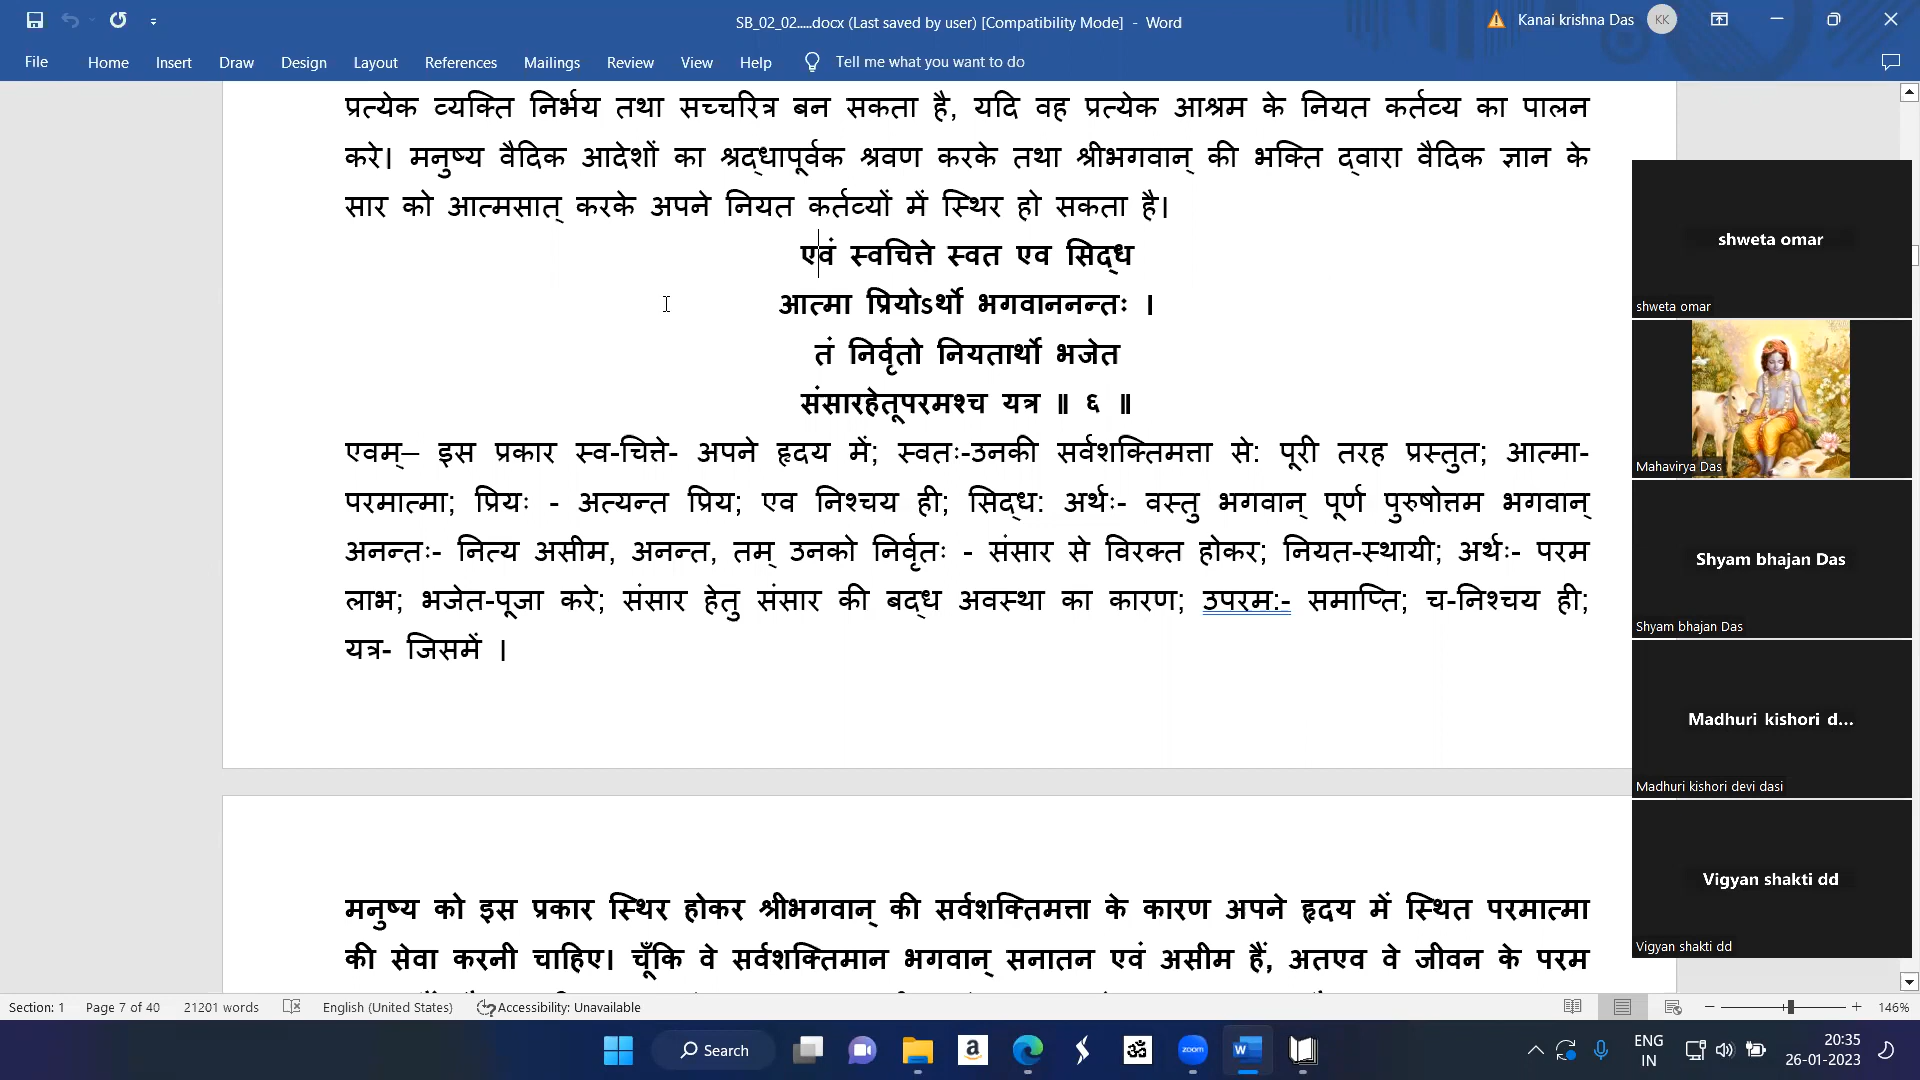 SB_02_02.....docx (Last saved by user) [Compatibility Mode] - Word
Kanai krishna Das KK
File Home Insert Draw Design Layout References Mailings Review View Help Tell me what you want to do
प्रत्येक व्यक्ति निर्भय तथा सच्चरित्र बन सकता है, यदि वह प्रत्येक आश्रम के नियत कर्तव्य का पालन
करे। मनुष्य वैदिक आदेशों का श्रद्धापूर्वक श्रवण करके तथा श्रीभगवान् की भक्ति द्वारा वैदिक ज्ञान के
सार को आत्मसात् करके अपने नियत कर्तव्यों में स्थिर हो सकता है।
एवं स्वचित्ते स्वत एव सिद्ध
आत्मा प्रियोऽर्थो भगवाननन्तः ।
तं निर्वृतो नियतार्थो भजेत
संसारहेतूपरमश्च यत्र ॥ ६ ॥
एवम्– इस प्रकार स्व-चित्ते- अपने हृदय में; स्वतः-उनकी सर्वशक्तिमत्ता से: पूरी तरह प्रस्तुत; आत्मा-
परमात्मा; प्रियः - अत्यन्त प्रिय; एव निश्चय ही; सिद्ध: अर्थः- वस्तु भगवान् पूर्ण पुरुषोत्तम भगवान्
अनन्तः- नित्य असीम, अनन्त, तम् उनको निर्वृतः - संसार से विरक्त होकर; नियत-स्थायी; अर्थः- परम
लाभ; भजेत-पूजा करे; संसार हेतु संसार की बद्ध अवस्था का कारण; उपरम:- समाप्ति; च-निश्चय ही;
यत्र- जिसमें ।
मनुष्य को इस प्रकार स्थिर होकर श्रीभगवान् की सर्वशक्तिमत्ता के कारण अपने हृदय में स्थित परमात्मा
की सेवा करनी चाहिए। चूँकि वे सर्वशक्तिमान भगवान् सनातन एवं असीम हैं, अतएव वे जीवन के परम
shweta omar
shweta omar
Mahavirya Das
Shyam bhajan Das
Shyam bhajan Das
Madhuri kishori d...
Madhuri kishori devi dasi
Vigyan shakti dd
Vigyan shakti dd
Section: 1 Page 7 of 40 21201 words English (United States) Accessibility: Unavailable 146%
Search
zoom
ENG
IN
20:35
26-01-2023